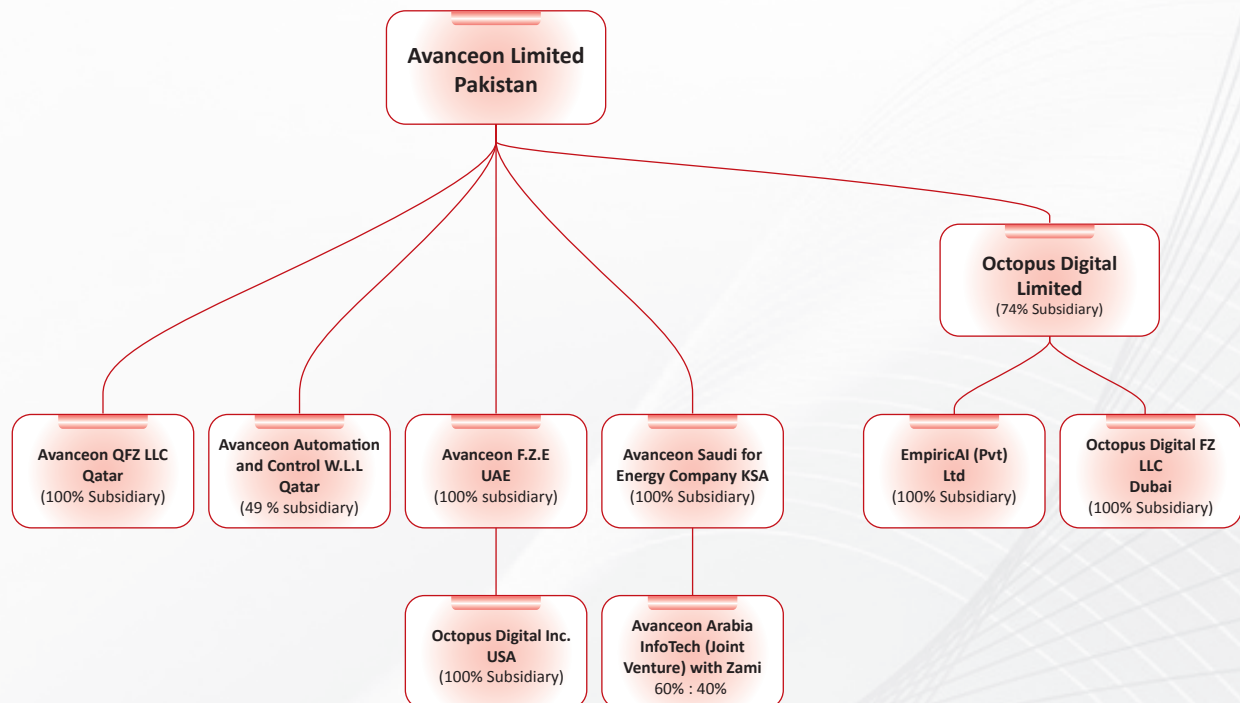 Avanceon Limited
Pakistan
Octopus Digital
Limited
(74% Subsidiary)
Avanceon QFZ LLC
Qatar
(100% Subsidiary)
Avanceon Automation
and Control W.L.L
Qatar
(49 % subsidiary)
Avanceon F.Z.E
UAE
(100% subsidiary)
Avanceon Saudi for
Energy Company KSA
(100% Subsidiary)
EmpiricAI (Pvt)
Ltd
(100% Subsidiary)
Octopus Digital FZ
LLC
Dubai
(100% Subsidiary)
Octopus Digital Inc.
USA
(100% Subsidiary)
Avanceon Arabia
InfoTech (Joint
Venture) with Zami
60% : 40%